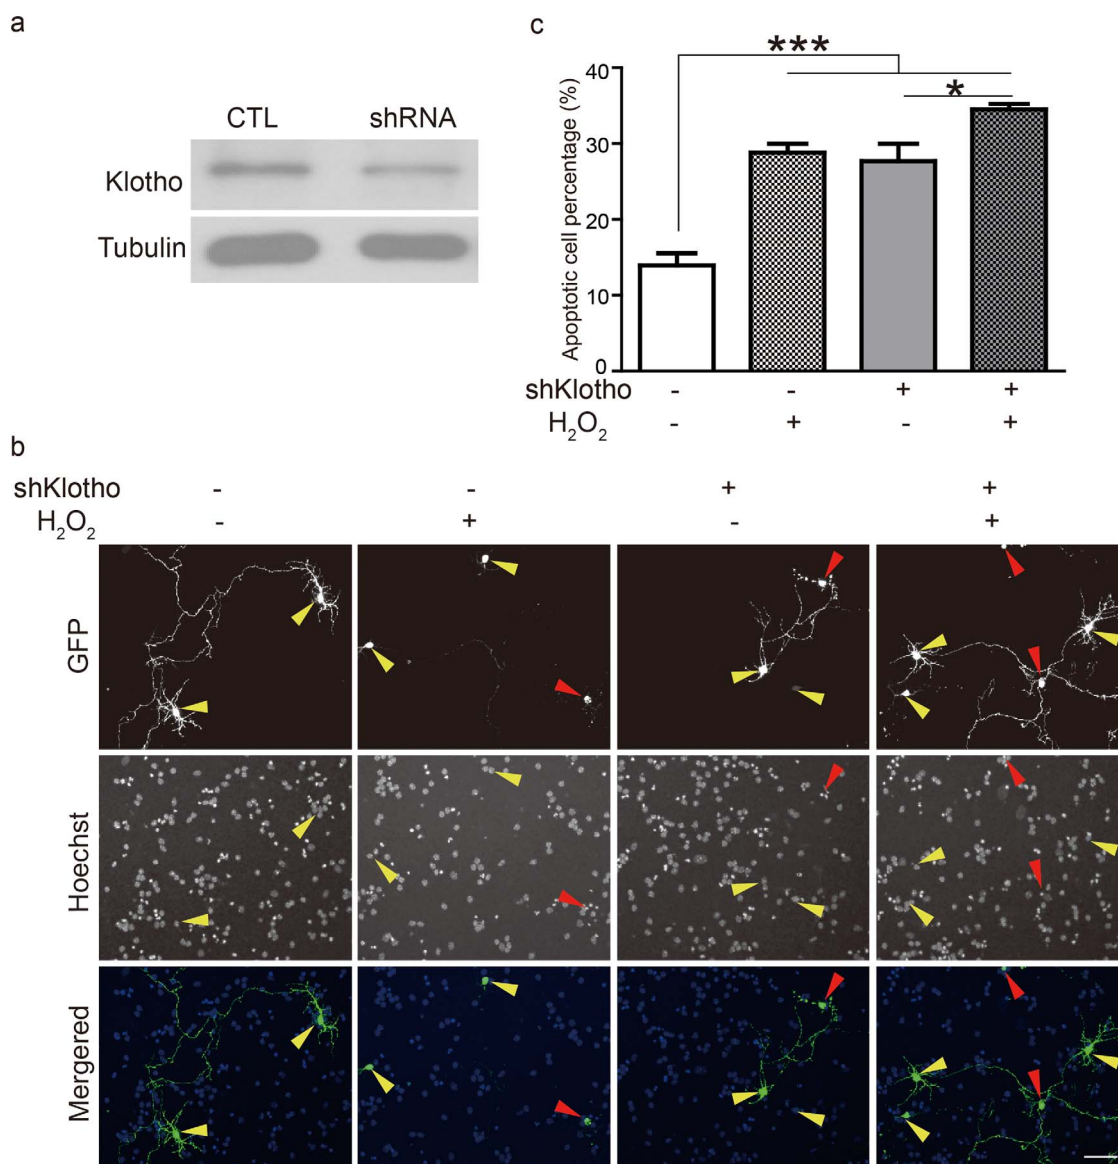 a
CTL shRNA
Klotho
Tubulin
c
*** 
*
Apoptotic cell percentage (%)
40
30
20
10
0
shKlotho - - + +
H₂O₂ - + - +
b
shKlotho - - + +
H₂O₂ - + - +
GFP
Hoechst
Mergered